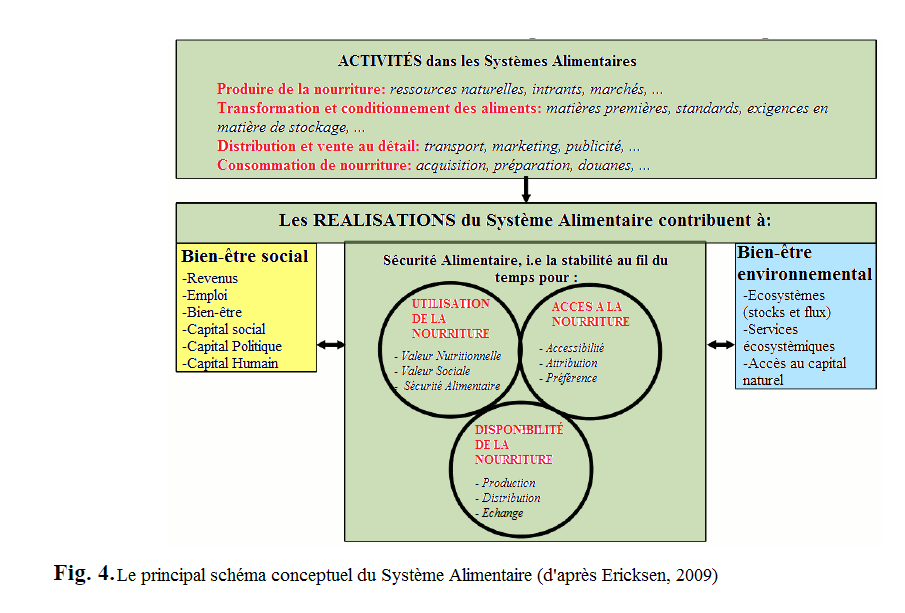 ACTIVITÉS dans les Systèmes Alimentaires
Produire de la nourriture: ressources naturelles, intrants, marchés, ...
Transformation et conditionnement des aliments: matières premières, standards, exigences en
matière de stockage, ...
Distribution et vente au détail: transport, marketing, publicité, ...
Consommation de nourriture: acquisition, préparation, douanes, ...
Les REALISATIONS du Système Alimentaire contribuent à:
Bien-être social
-Revenus
-Emploi
-Bien-être
-Capital social
-Capital Politique
-Capital Humain
Sécurité Alimentaire, i.e la stabilité au fil du
temps pour :
UTILISATION
DE LA
NOURRITURE
- Valeur Nutritionnelle
- Valeur Sociale
- Sécurité Alimentaire
ACCES A LA
NOURRITURE
- Accessibilité
- Attribution
- Préférence
DISPONIBILITÉ
DE LA
NOURRITURE
- Production
- Distribution
- Echange
Bien-être
environnemental
-Ecosystèmes
(stocks et flux)
-Services
écosystèmiques
-Accès au capital
naturel
Fig. 4. Le principal schéma conceptuel du Système Alimentaire (d'après Ericksen, 2009)